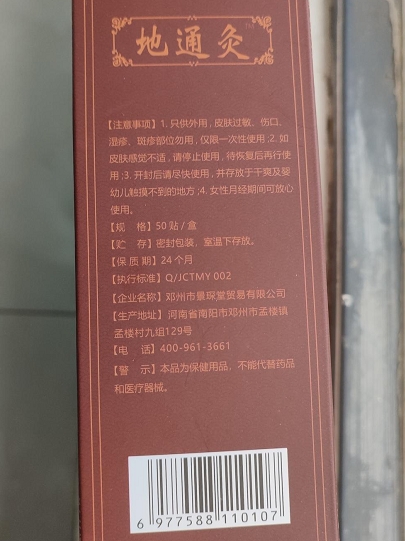 地通灸
【注意事项】1.只供外用,皮肤过敏、伤口、
湿疹、斑疹部位勿用,仅限一次性使用;2.如
皮肤感觉不适,请停止使用,待恢复后再行使
用;3.开封后请尽快使用,并存放于干爽及婴
幼儿触摸不到的地方;4.女性月经期间可放心
使用。
【规 格】50贴/盒
【贮 存】密封包装,室温下存放。
【保 质 期】24个月
【执行标准】Q/JCTMY 002
【企业名称】邓州市景琛堂贸易有限公司
【生产地址】河南省南阳市邓州市孟楼镇
孟楼村九组129号
【电 话】400-961-3661
【警 示】本品为保健用品,不能代替药品
和医疗器械。
6 977588 110107